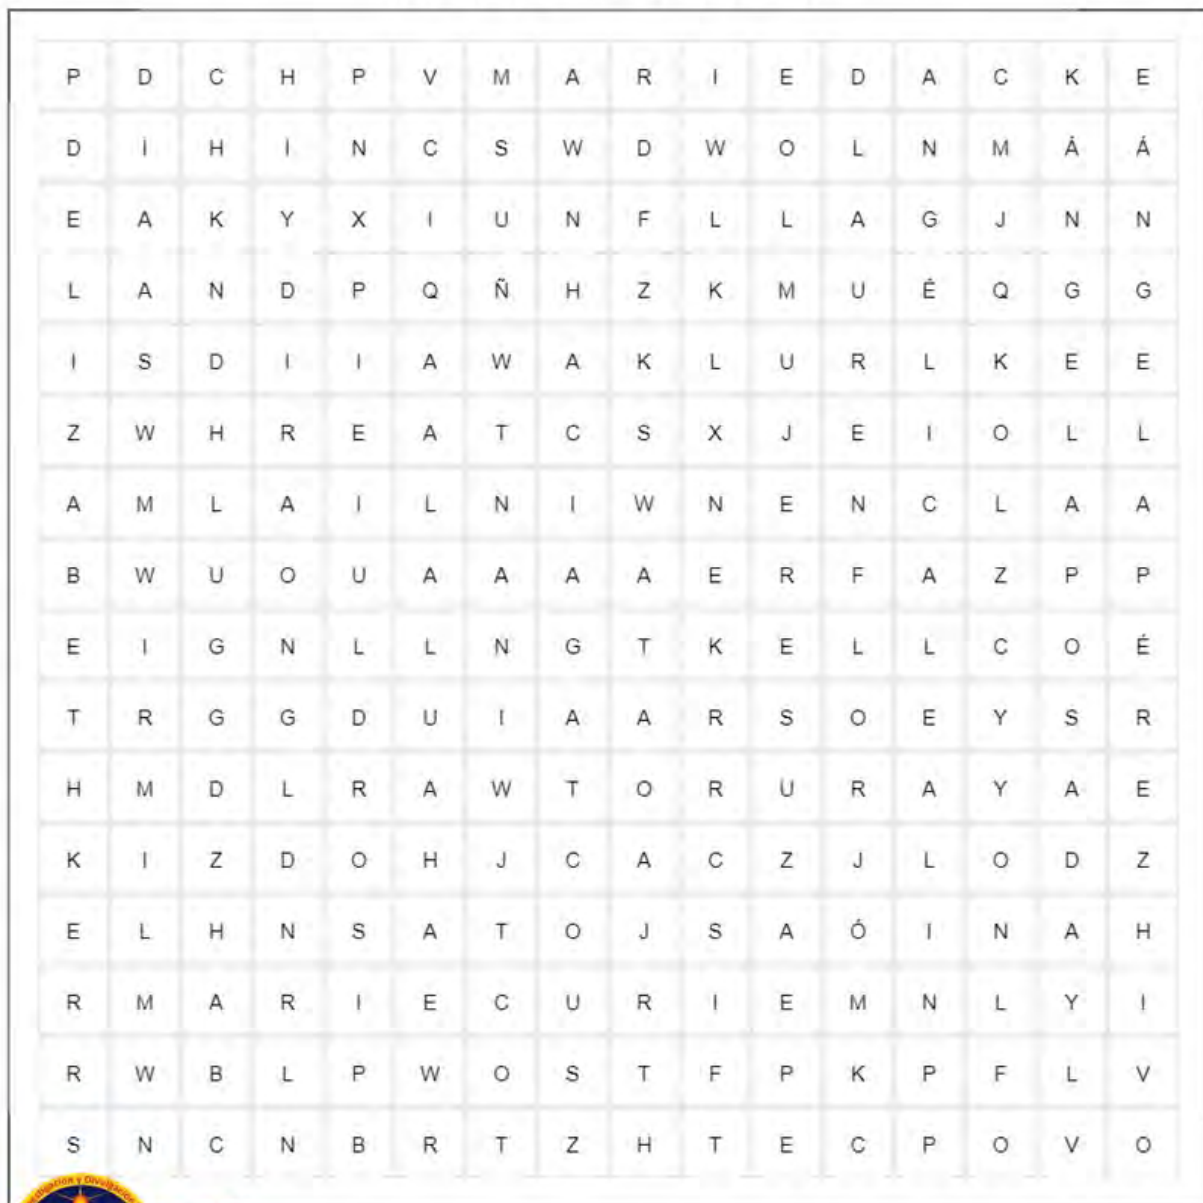 P D C H P V M A R I E D A C K E
D I H I N C S W D W O L N M Á Á
E A K Y X I U N F L L A G J N N
L A N D P Q Ñ H Z K M U É Q G G
I S D I I A W A K L U R L K E E
Z W H R E A T C S X J E I O L L
A M L A I L N I W N E N C L A A
B W U O U A A A A E R F A Z P P
E I G N L L N G T K E L L C O É
T R G G D U I A A R S O E Y S R
H M D L R A W T O R U R A Y A E
K I Z D O H J C A C Z J L O D Z
E L H N S A T O J S A Ó I N A H
R M A R I E C U R I E M N L Y I
R W B L P W O S T F P K P F L V
S N C N B R T Z H T E C P O V O